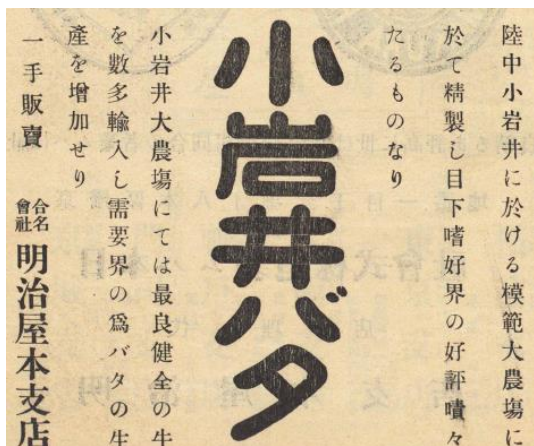 陸中小岩井に於ける模範大農場に
於て精製し目下嗜好界の好評嘖々
たるものなり
小岩井バタ
小岩井大農場にては最良健全の牛
を數多輸入し需要界の爲バタの生
產を增加せり
一手販賣 合名會社 明治屋本支店